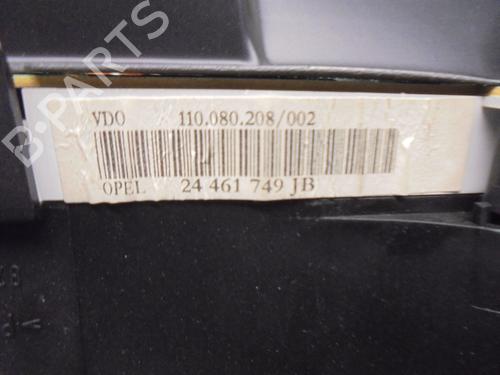 VDO 110.080.208/002
OPEL 24 461 749 JB
B-PARTS